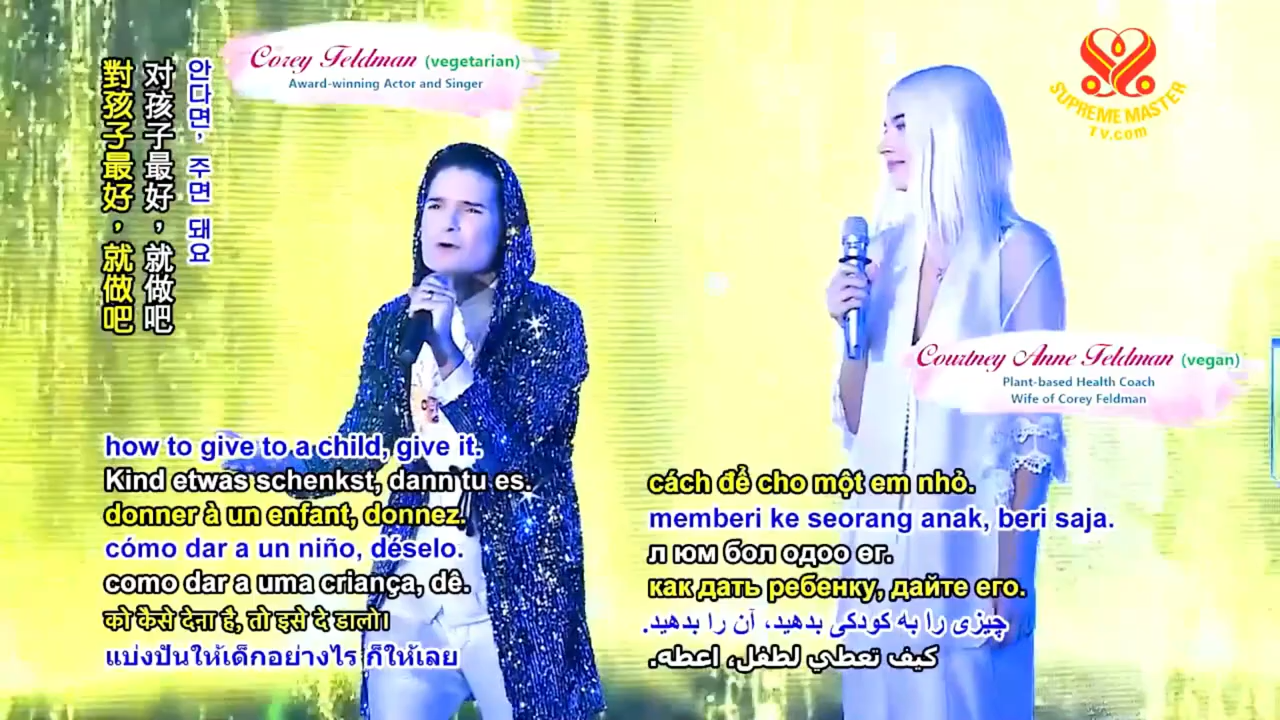 Corey Feldman (vegetarian)
Award-winning Actor and Singer
SUPREME MASTER
TV.com
안다면, 주면 돼요
对孩子最好，就做吧
對孩子最好，就做吧
Courtney Anne Feldman (vegan)
Plant-based Health Coach
Wife of Corey Feldman
how to give to a child, give it.
Kind etwas schenkst, dann tu es.
donner à un enfant, donnez.
cómo dar a un niño, déselo.
como dar a uma criança, dê.
को कैसे देना है, तो इसे दे डालो।
แบ่งปันให้เด็กอย่างไร ก็ให้เลย
cách để cho một em nhỏ.
memberi ke seorang anak, beri saja.
л юм бол одоо өг.
как дать ребенку, дайте его.
چیزی را به کودکی بدهید، آن را بدهید.
كيف تعطي لطفل، اعطه.